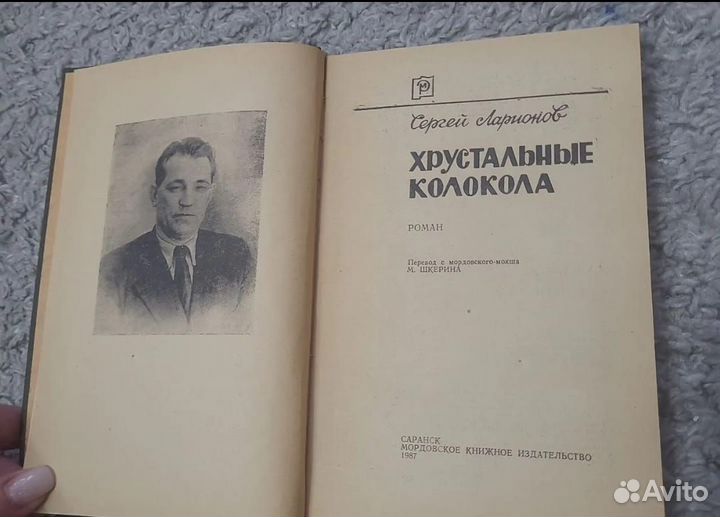 Сергей Ларионов
ХРУСТАЛЬНЫЕ
КОЛОКОЛА
РОМАН
Перевод с мордовского-мокша
М. ШКЕРИНА
САРАНСК
МОРДОВСКОЕ КНИЖНОЕ ИЗДАТЕЛЬСТВО
1987
Avito